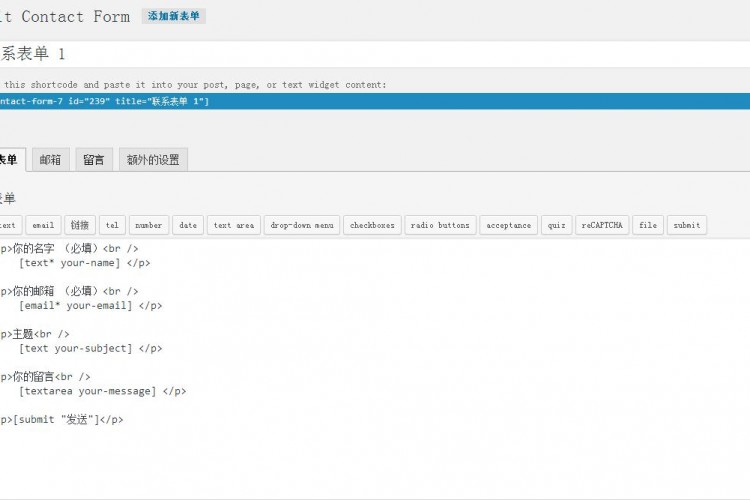 it Contact Form 添加新表单
系表单 1
this shortcode and paste it into your post, page, or text widget content:
ntact-form-7 id="239" title="联系表单 1"]
表单 邮箱 留言 额外的设置
表单
text email 链接 tel number date text area drop-down menu checkboxes radio buttons acceptance quiz reCAPTCHA file submit
p>你的名字 （必填）<br />
[text* your-name] </p>
p>你的邮箱 （必填）<br />
[email* your-email] </p>
p>主题<br />
[text your-subject] </p>
p>你的留言<br />
[textarea your-message] </p>
p>[submit "发送"]</p>